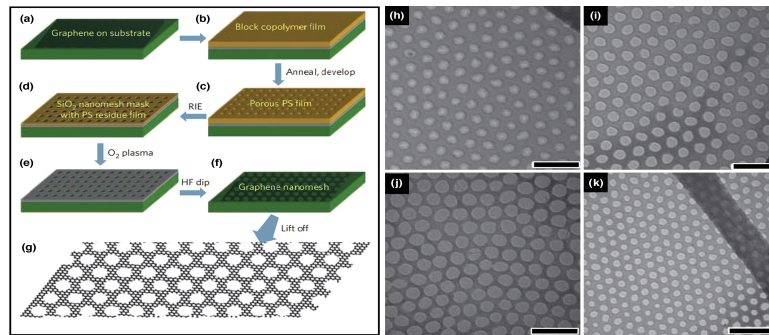 (a)
Graphene on substrate
(b)
Block copolymer film
Anneal, develop
(d)
SiO2 nanomesh mask
with PS residue film
RIE
(c)
Porous PS film
O2 plasma
(e)
HF dip
(f)
Graphene nanomesh
Lift off
(g)
(h)
(i)
(j)
(k)